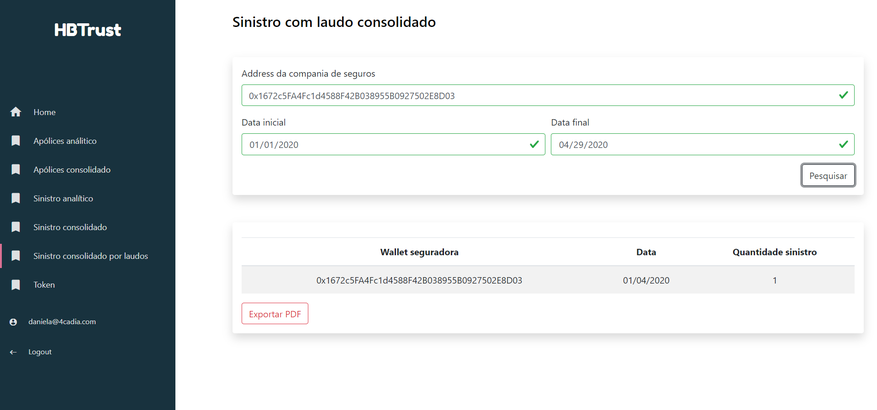 HBTrust
Home
Apólices análitico
Apólices consolidado
Sinistro analítico
Sinistro consolidado
Sinistro consolidado por laudos
Token
daniela@4cadia.com
Logout
Sinistro com laudo consolidado
Address da compania de seguros
0x1672c5FA4Fc1d4588F42B038955B0927502E8D03
Data inicial Data final
01/01/2020 04/29/2020
Pesquisar
Wallet seguradora Data Quantidade sinistro
0x1672c5FA4Fc1d4588F42B038955B0927502E8D03 01/04/2020 1
Exportar PDF